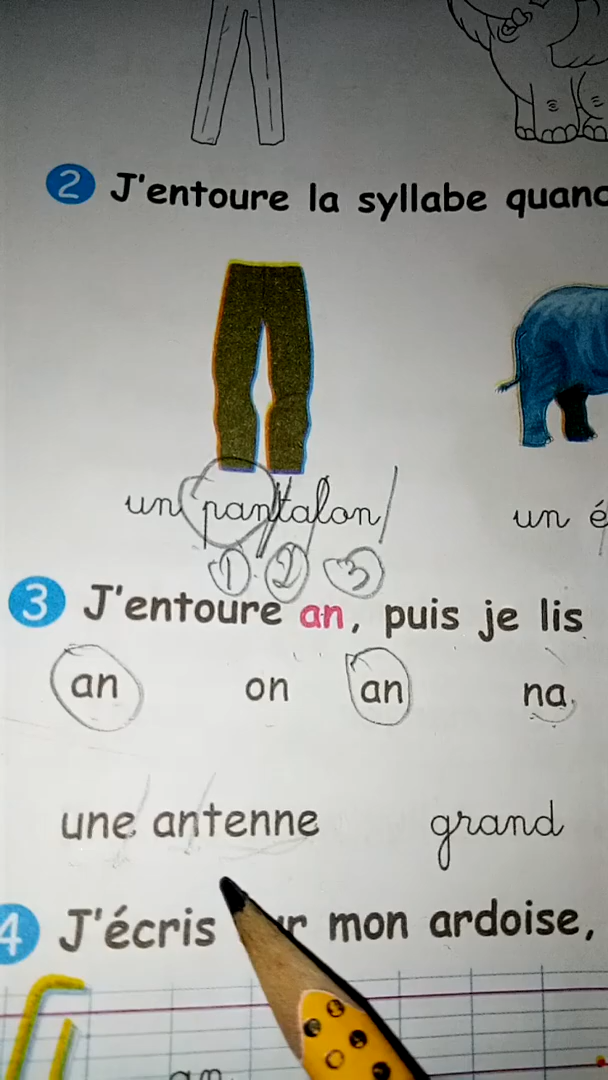 2 J'entoure la syllabe
un pantalon
un é
1 2 3
3 J'entoure an, puis je lis
an on an na
une antenne grand
4 J'écris mon ardoise,
an